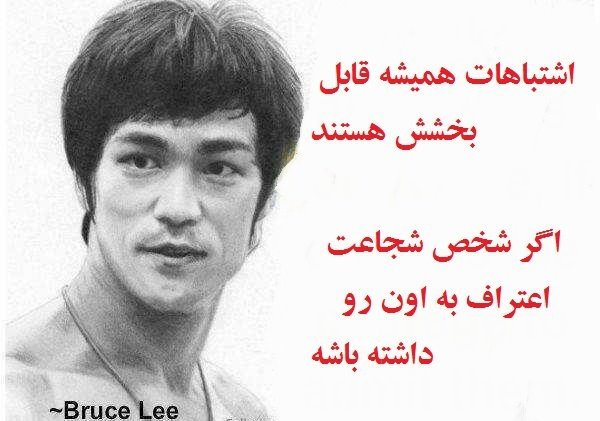 اشتباهات همیشه قابل
بخشش هستند
اگر شخص شجاعت
اعتراف به اون رو
داشته باشه
~Bruce Lee